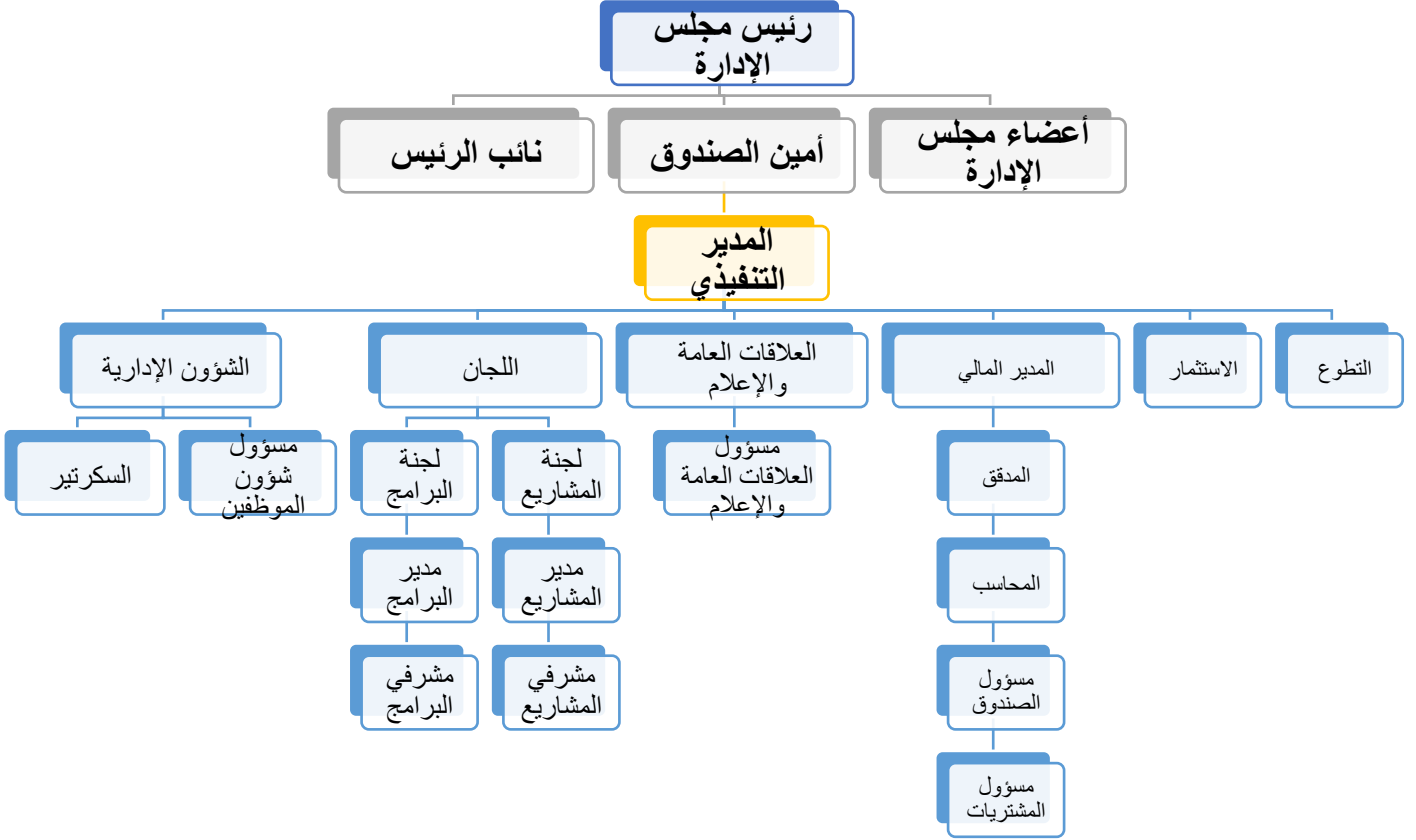 رئيس مجلس
الإدارة
أعضاء مجلس
الإدارة
أمين الصندوق
نائب الرئيس
المدير
التنفيذي
التطوع
الاستثمار
المدير المالي
العلاقات العامة
والإعلام
اللجان
الشؤون الإدارية
المدقق
مسؤول
العلاقات العامة
والإعلام
لجنة
المشاريع
لجنة
البرامج
مسؤول
شؤون
الموظفين
السكرتير
المحاسب
مدير
المشاريع
مدير
البرامج
مسؤول
الصندوق
مشرفي
المشاريع
مشرفي
البرامج
مسؤول
المشتريات